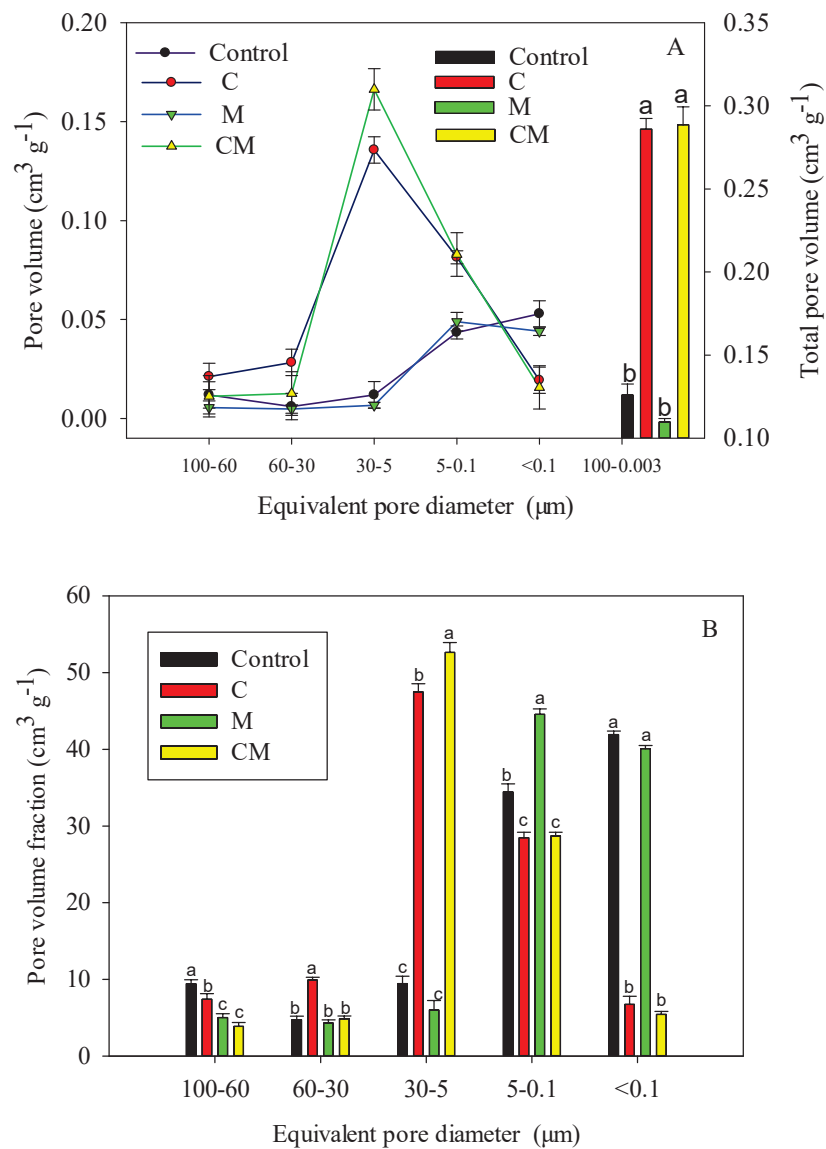 A
Control
C
M
CM
Control
C
M
CM
0.20
0.15
0.10
0.05
0.00
Pore volume (cm³ g⁻¹)
0.35
0.30
0.25
0.20
0.15
0.10
Total pore volume (cm³ g⁻¹)
b a b a
100-60 60-30 30-5 5-0.1 <0.1 100-0.003
Equivalent pore diameter (μm)
B
Control
C
M
CM
60
50
40
30
20
10
0
Pore volume fraction (cm³ g⁻¹)
a b c c
b a b b
c b c a
b c a c
a b a b
100-60 60-30 30-5 5-0.1 <0.1
Equivalent pore diameter (μm)